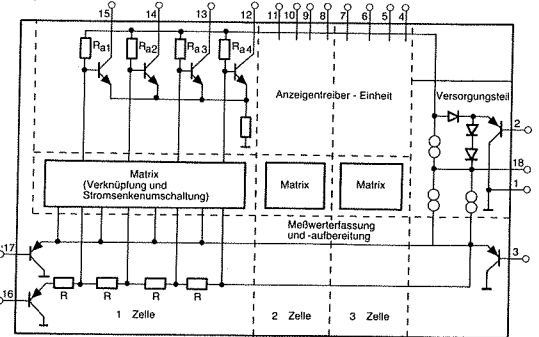 15 14 13 12 11 10 9 8 7 6 5 4
Ra1 Ra2 Ra3 Ra4
Anzeigentreiber - Einheit
Versorgungsteil
2
18
1
Matrix
(Verknüpfung und
Stromsenkenumschaltung)
Matrix
Matrix
Meßwerterfassung
und -aufbereitung
17
3
16
R R R R
1 Zelle
2 Zelle
3 Zelle